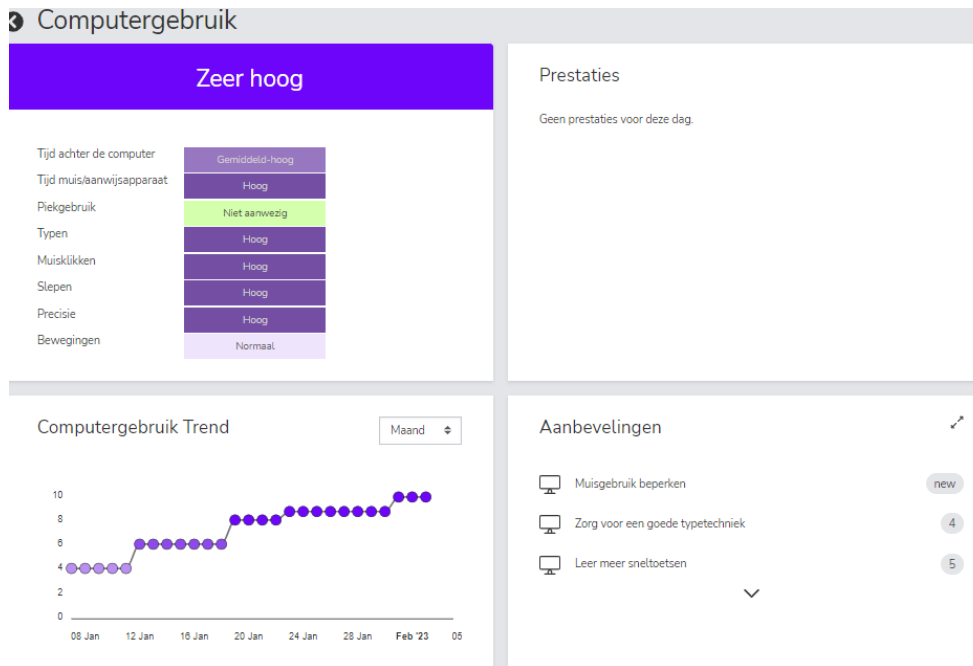 Computergebruik
Zeer hoog
Tijd achter de computer Gemiddeld-hoog
Tijd muis/aanwijsapparaat Hoog
Piekgebruik Niet aanwezig
Typen Hoog
Muisklikken Hoog
Slepen Hoog
Precisie Hoog
Bewegingen Normaal
Prestaties
Geen prestaties voor deze dag.
Computergebruik Trend Maand
10
8
6
4
2
0
08 Jan 12 Jan 16 Jan 20 Jan 24 Jan 28 Jan Feb '23 05
Aanbevelingen
Muisgebruik beperken new
Zorg voor een goede typetechniek 4
Leer meer sneltoetsen 5